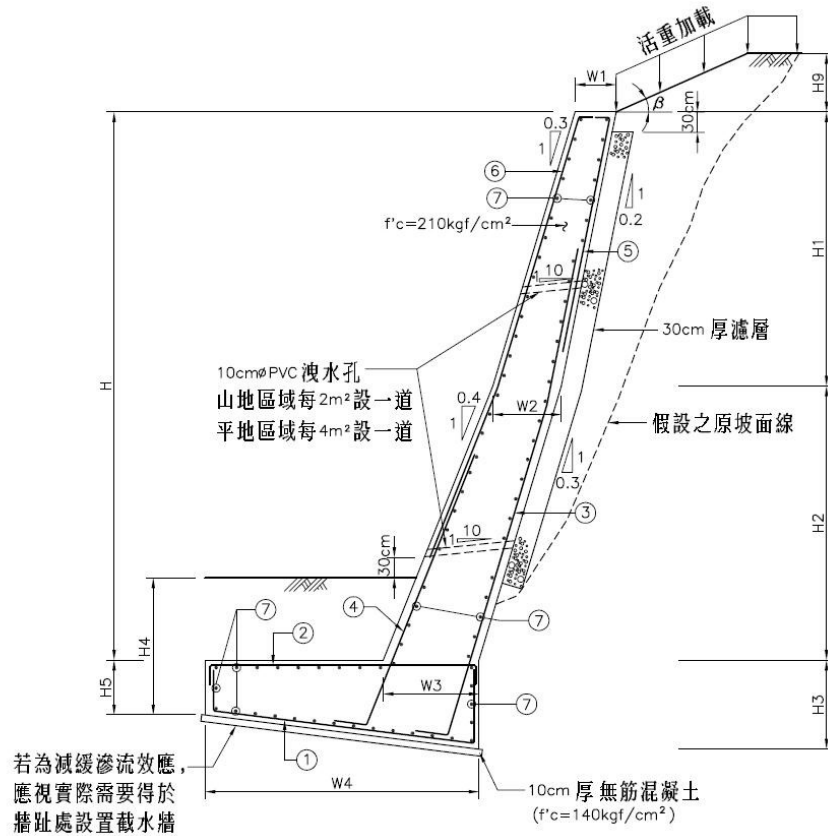 活重加載
W1
H9
β
30cm
0.3
1
⑥
⑦
f'c=210kgf/cm²
1
0.2
⑤
H1
10
1
30cm 厚濾層
H
10cmøPVC 洩水孔
山地區域每2m²設一道
平地區域每4m²設一道
0.4
1
W2
假設之原坡面線
1
0.3
③
H2
10
1
30cm
H4
⑦
②
④
⑦
H5
W3
⑦
H3
①
若為減緩滲流效應，
應視實際需要得於
牆趾處設置截水牆
W4
10cm 厚無筋混凝土
(f'c=140kgf/cm²)